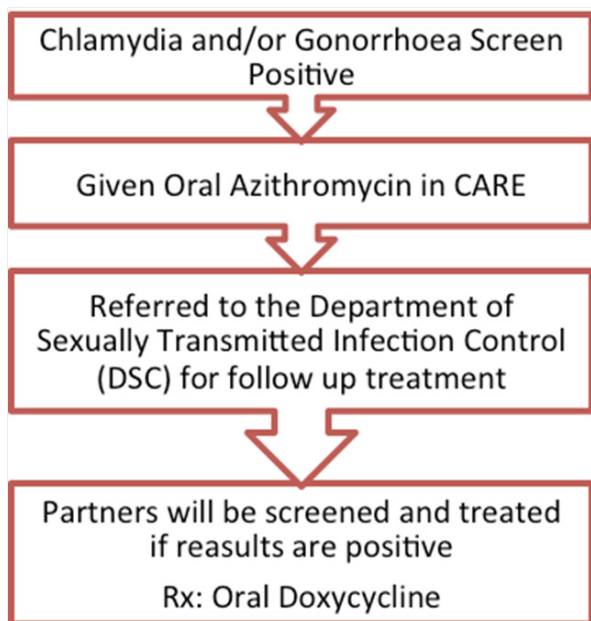 Chlamydia and/or Gonorrhoea Screen
Positive
Given Oral Azithromycin in CARE
Referred to the Department of
Sexually Transmitted Infection Control
(DSC) for follow up treatment
Partners will be screened and treated
if reasults are positive
Rx: Oral Doxycycline